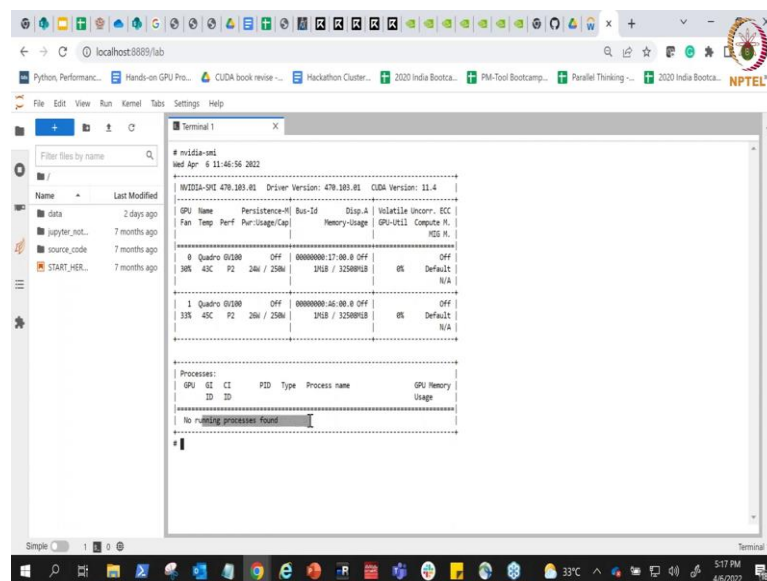 localhost:8889/lab
Python, Performanc... Hands-on GPU Pro... CUDA book revise -... Hackathon Cluster... 2020 India Bootca... PM-Tool Bootcamp... Parallel Thinking -... 2020 India Bootca...
NPTEL
File Edit View Run Kernel Tabs Settings Help
Terminal 1
Filter files by name
/
Name Last Modified
data 2 days ago
jupyter_not... 7 months ago
source_code 7 months ago
START_HER... 7 months ago
# nvidia-smi
Wed Apr 6 11:46:56 2022
| NVIDIA-SMI 470.103.01 Driver Version: 470.103.01 CUDA Version: 11.4 |
| GPU Name Persistence-M| Bus-Id Disp.A | Volatile Uncorr. ECC |
| Fan Temp Perf Pwr:Usage/Cap| Memory-Usage | GPU-Util Compute M. |
| | | MIG M. |
| 0 Quadro GV100 Off | 00000000:17:00.0 Off | Off |
| 30% 43C P2 24W / 250W | 1MiB / 32508MiB | 0% Default |
| | | N/A |
| 1 Quadro GV100 Off | 00000000:A6:00.0 Off | Off |
| 33% 45C P2 26W / 250W | 1MiB / 32508MiB | 0% Default |
| | | N/A |
| Processes: |
| GPU GI CI PID Type Process name GPU Memory |
| ID ID Usage |
| No running processes found |
#
Simple 1 0 Terminal
33°C 5:17 PM
4/6/2022